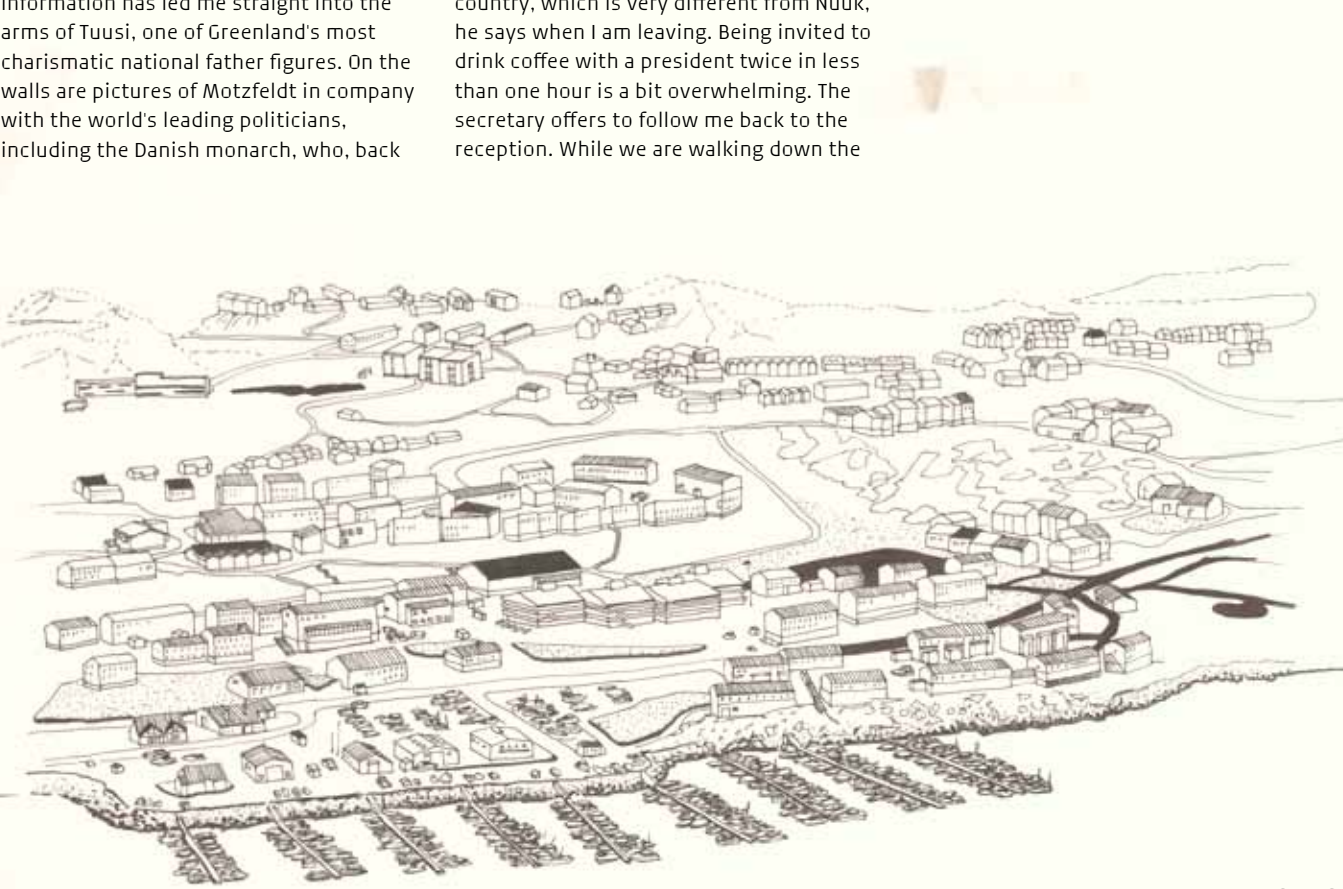 information has led me straight into the
arms of Tuusi, one of Greenland's most
charismatic national father figures. On the
walls are pictures of Motzfeldt in company
with the world's leading politicians,
including the Danish monarch, who, back
country, which is very different from Nuuk,
he says when I am leaving. Being invited to
drink coffee with a president twice in less
than one hour is a bit overwhelming. The
secretary offers to follow me back to the
reception. While we are walking down the